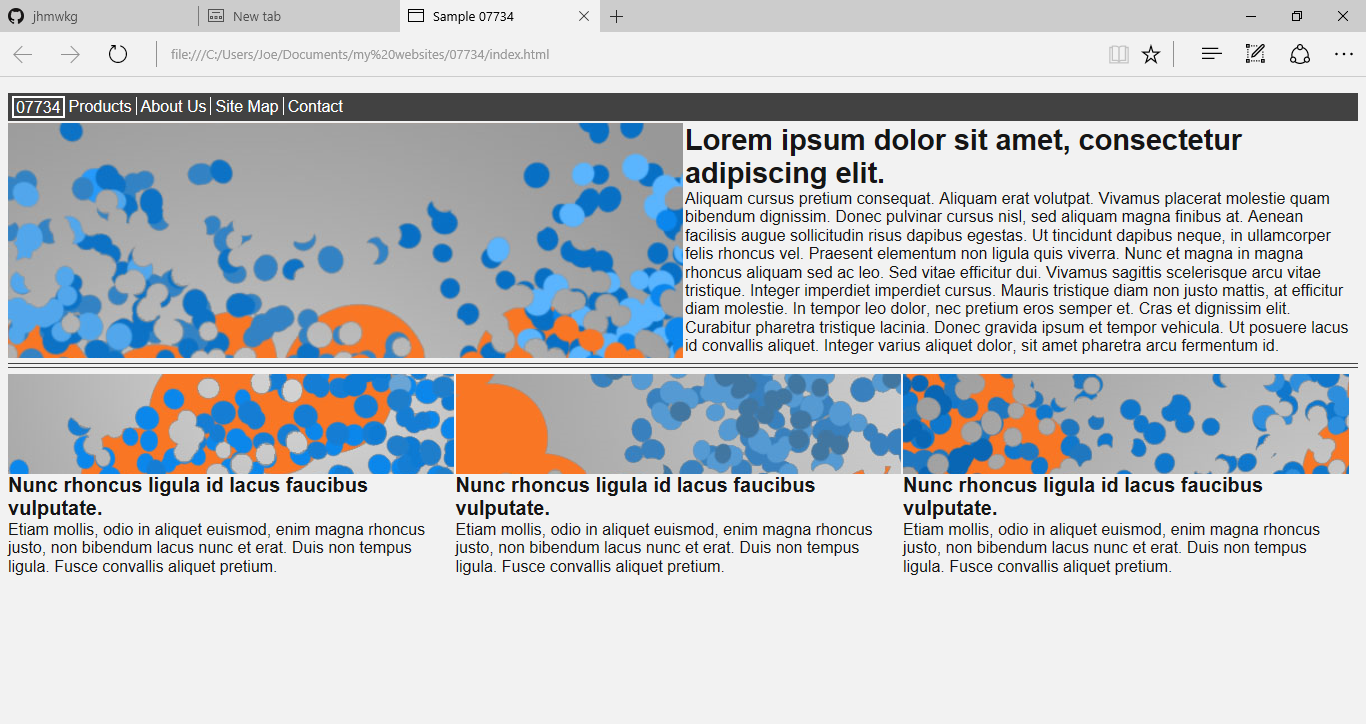 jhmwkg New tab Sample 07734
file:///C:/Users/Joe/Documents/my%20websites/07734/index.html
07734 Products About Us Site Map Contact
Lorem ipsum dolor sit amet, consectetur
adipiscing elit.
Aliquam cursus pretium consequat. Aliquam erat volutpat. Vivamus placerat molestie quam
bibendum dignissim. Donec pulvinar cursus nisl, sed aliquam magna finibus at. Aenean
facilisis augue sollicitudin risus dapibus egestas. Ut tincidunt dapibus neque, in ullamcorper
felis rhoncus vel. Praesent elementum non ligula quis viverra. Nunc et magna in magna
rhoncus aliquam sed ac leo. Sed vitae efficitur dui. Vivamus sagittis scelerisque arcu vitae
tristique. Integer imperdiet imperdiet cursus. Mauris tristique diam non justo mattis, at efficitur
diam molestie. In tempor leo dolor, nec pretium eros semper et. Cras et dignissim elit.
Curabitur pharetra tristique lacinia. Donec gravida ipsum et tempor vehicula. Ut posuere lacus
id convallis aliquet. Integer varius aliquet dolor, sit amet pharetra arcu fermentum id.
Nunc rhoncus ligula id lacus faucibus
vulputate.
Etiam mollis, odio in aliquet euismod, enim magna rhoncus
justo, non bibendum lacus nunc et erat. Duis non tempus
ligula. Fusce convallis aliquet pretium.
Nunc rhoncus ligula id lacus faucibus
vulputate.
Etiam mollis, odio in aliquet euismod, enim magna rhoncus
justo, non bibendum lacus nunc et erat. Duis non tempus
ligula. Fusce convallis aliquet pretium.
Nunc rhoncus ligula id lacus faucibus
vulputate.
Etiam mollis, odio in aliquet euismod, enim magna rhoncus
justo, non bibendum lacus nunc et erat. Duis non tempus
ligula. Fusce convallis aliquet pretium.